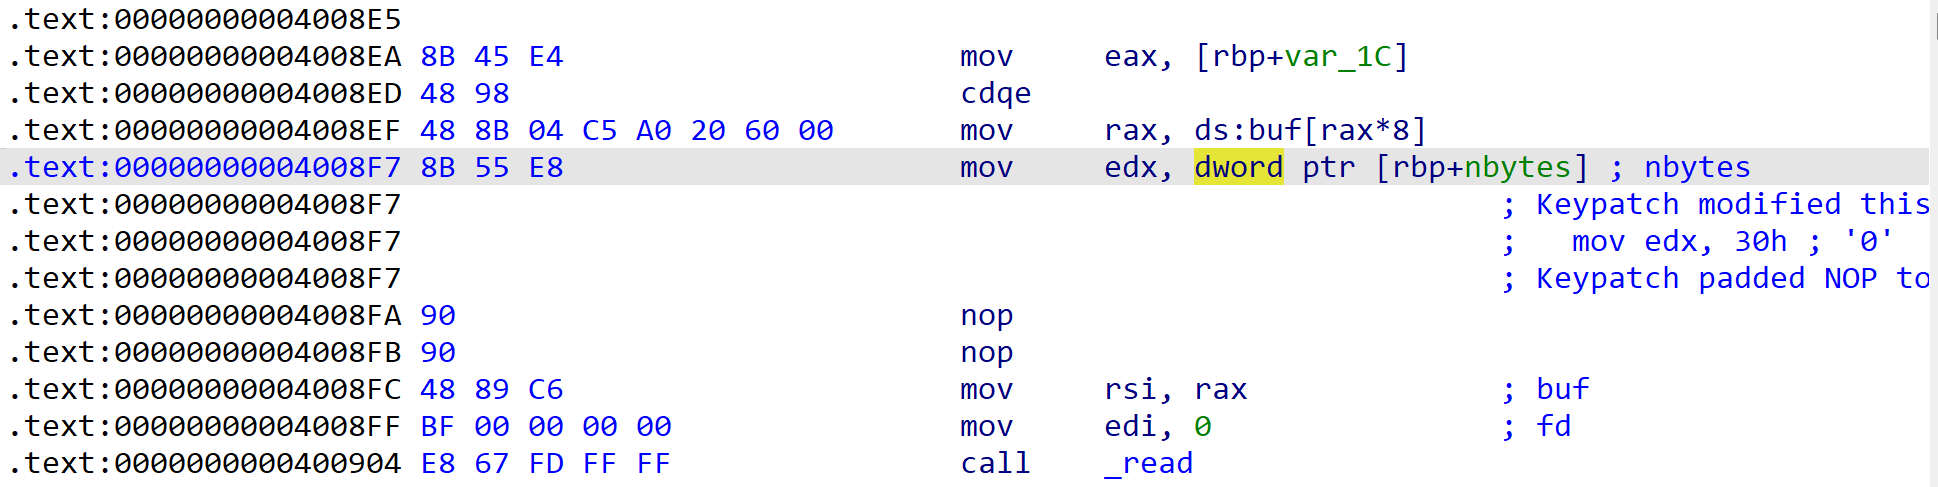 .text:00000000004008E5
.text:00000000004008EA 8B 45 E4 mov eax, [rbp+var_1C]
.text:00000000004008ED 48 98 cdqe
.text:00000000004008EF 48 8B 04 C5 A0 20 60 00 mov rax, ds:buf[rax*8]
.text:00000000004008F7 8B 55 E8 mov edx, dword ptr [rbp+nbytes] ; nbytes
.text:00000000004008F7 ; Keypatch modified this
.text:00000000004008F7 ; mov edx, 30h ; '0'
.text:00000000004008F7 ; Keypatch padded NOP to
.text:00000000004008FA 90 nop
.text:00000000004008FB 90 nop
.text:00000000004008FC 48 89 C6 mov rsi, rax ; buf
.text:00000000004008FF BF 00 00 00 00 mov edi, 0 ; fd
.text:0000000000400904 E8 67 FD FF FF call _read